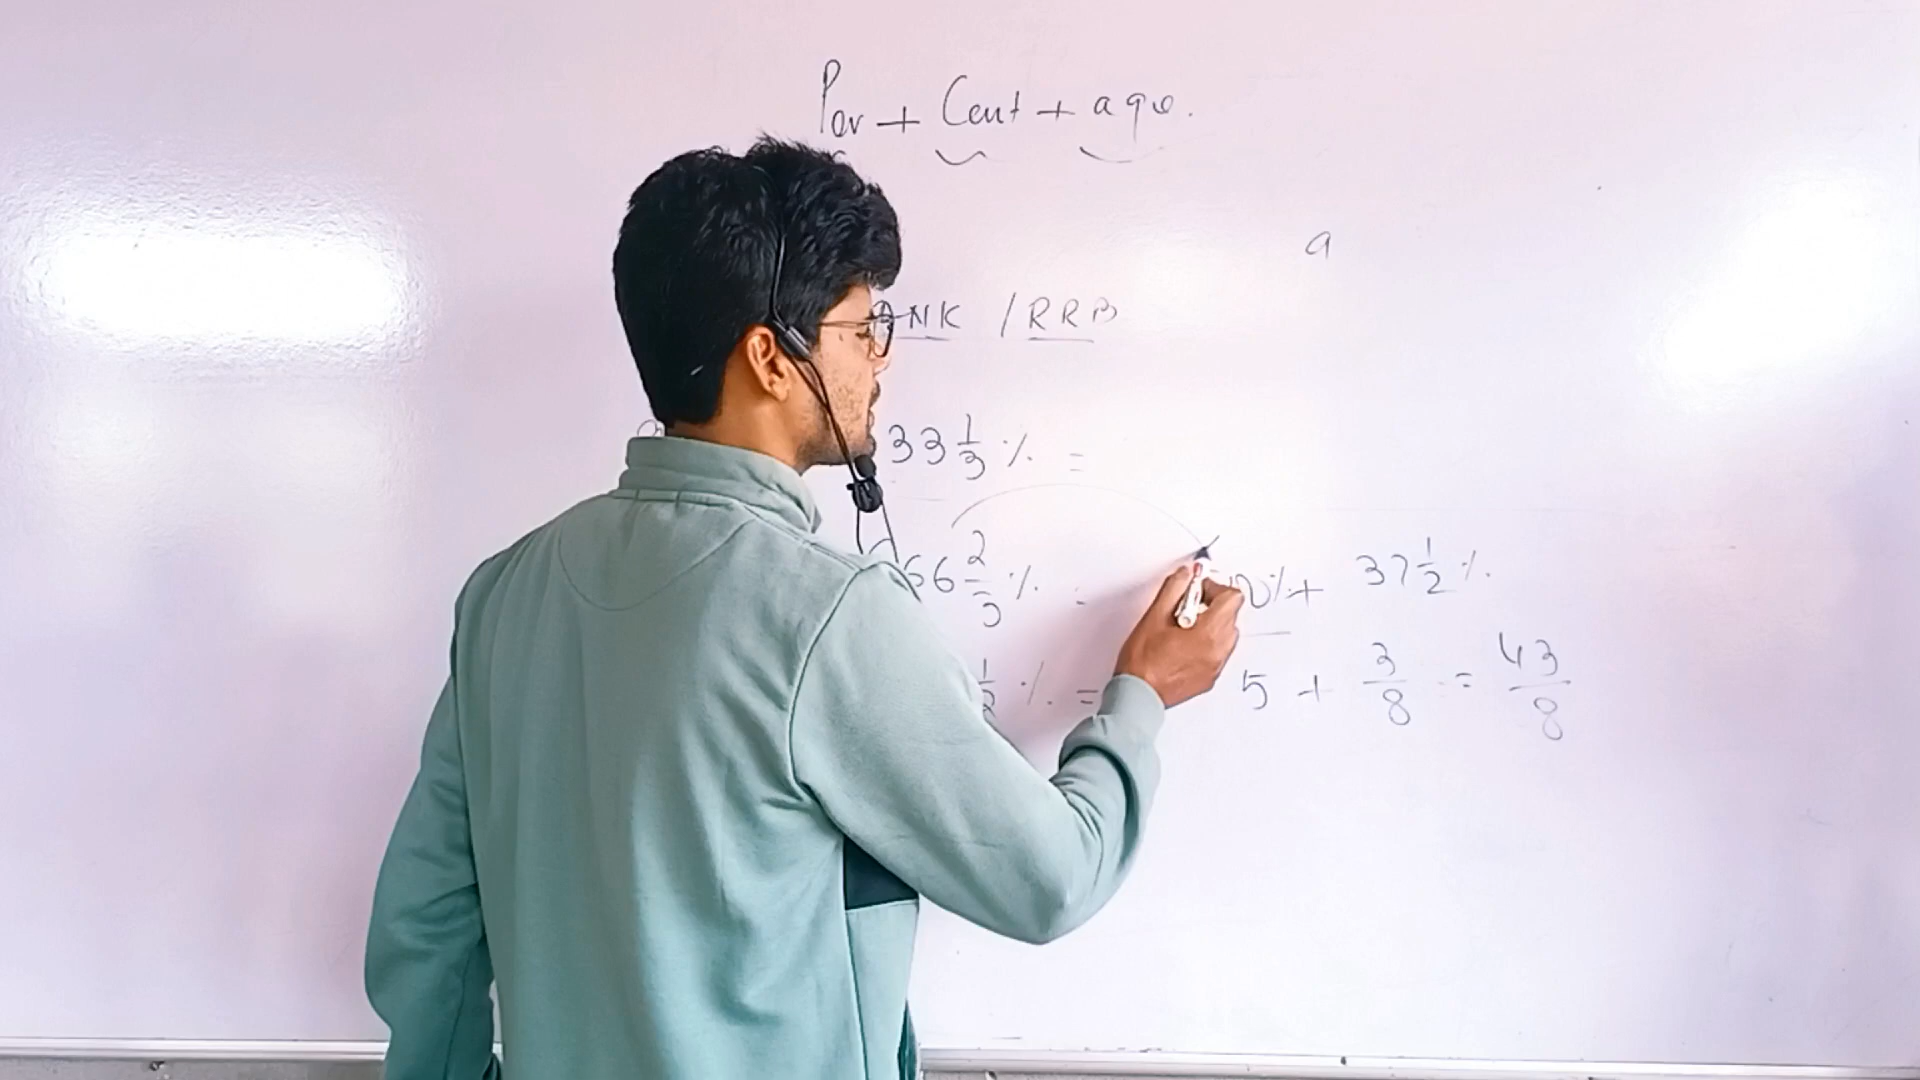 Per + Cent + age.
a
ANK / RRB
33 1/3 % =
66 2/3 % =
0% + 37 1/2 %.
1/2 % = 5 + 3/8 = 43/8